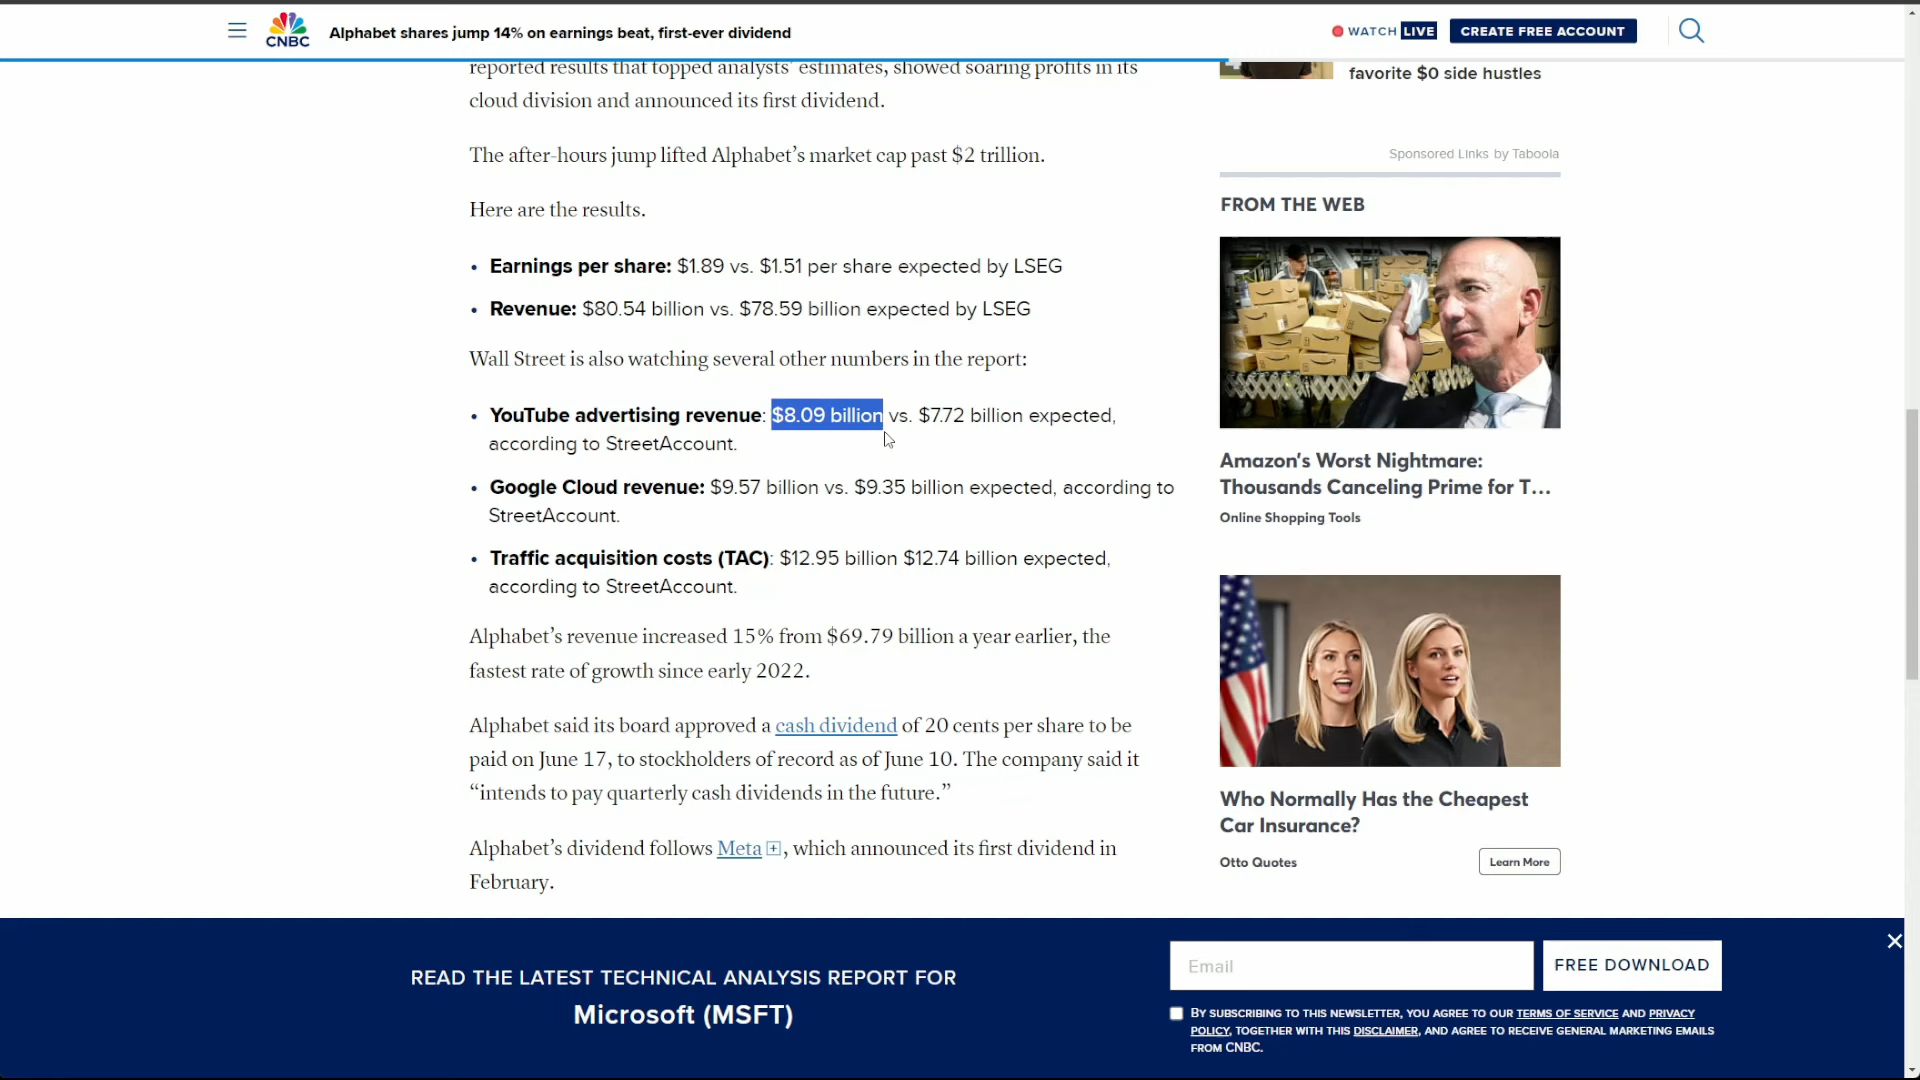 CNBC
Alphabet shares jump 14% on earnings beat, first-ever dividend
WATCH LIVE
CREATE FREE ACCOUNT
reported results that topped analysts’ estimates, showed soaring profits in its
cloud division and announced its first dividend.
The after-hours jump lifted Alphabet’s market cap past $2 trillion.
Here are the results.
• Earnings per share: $1.89 vs. $1.51 per share expected by LSEG
• Revenue: $80.54 billion vs. $78.59 billion expected by LSEG
Wall Street is also watching several other numbers in the report:
• YouTube advertising revenue: $8.09 billion vs. $7.72 billion expected,
according to StreetAccount.
• Google Cloud revenue: $9.57 billion vs. $9.35 billion expected, according to
StreetAccount.
• Traffic acquisition costs (TAC): $12.95 billion $12.74 billion expected,
according to StreetAccount.
Alphabet’s revenue increased 15% from $69.79 billion a year earlier, the
fastest rate of growth since early 2022.
Alphabet said its board approved a cash dividend of 20 cents per share to be
paid on June 17, to stockholders of record as of June 10. The company said it
“intends to pay quarterly cash dividends in the future.”
Alphabet’s dividend follows Meta, which announced its first dividend in
February.
favorite $0 side hustles
Sponsored Links by Taboola
FROM THE WEB
Amazon’s Worst Nightmare:
Thousands Canceling Prime for T…
Online Shopping Tools
Who Normally Has the Cheapest
Car Insurance?
Otto Quotes
Learn More
READ THE LATEST TECHNICAL ANALYSIS REPORT FOR
Microsoft (MSFT)
Email
FREE DOWNLOAD
BY SUBSCRIBING TO THIS NEWSLETTER, YOU AGREE TO OUR TERMS OF SERVICE AND PRIVACY
POLICY, TOGETHER WITH THIS DISCLAIMER, AND AGREE TO RECEIVE GENERAL MARKETING EMAILS
FROM CNBC.